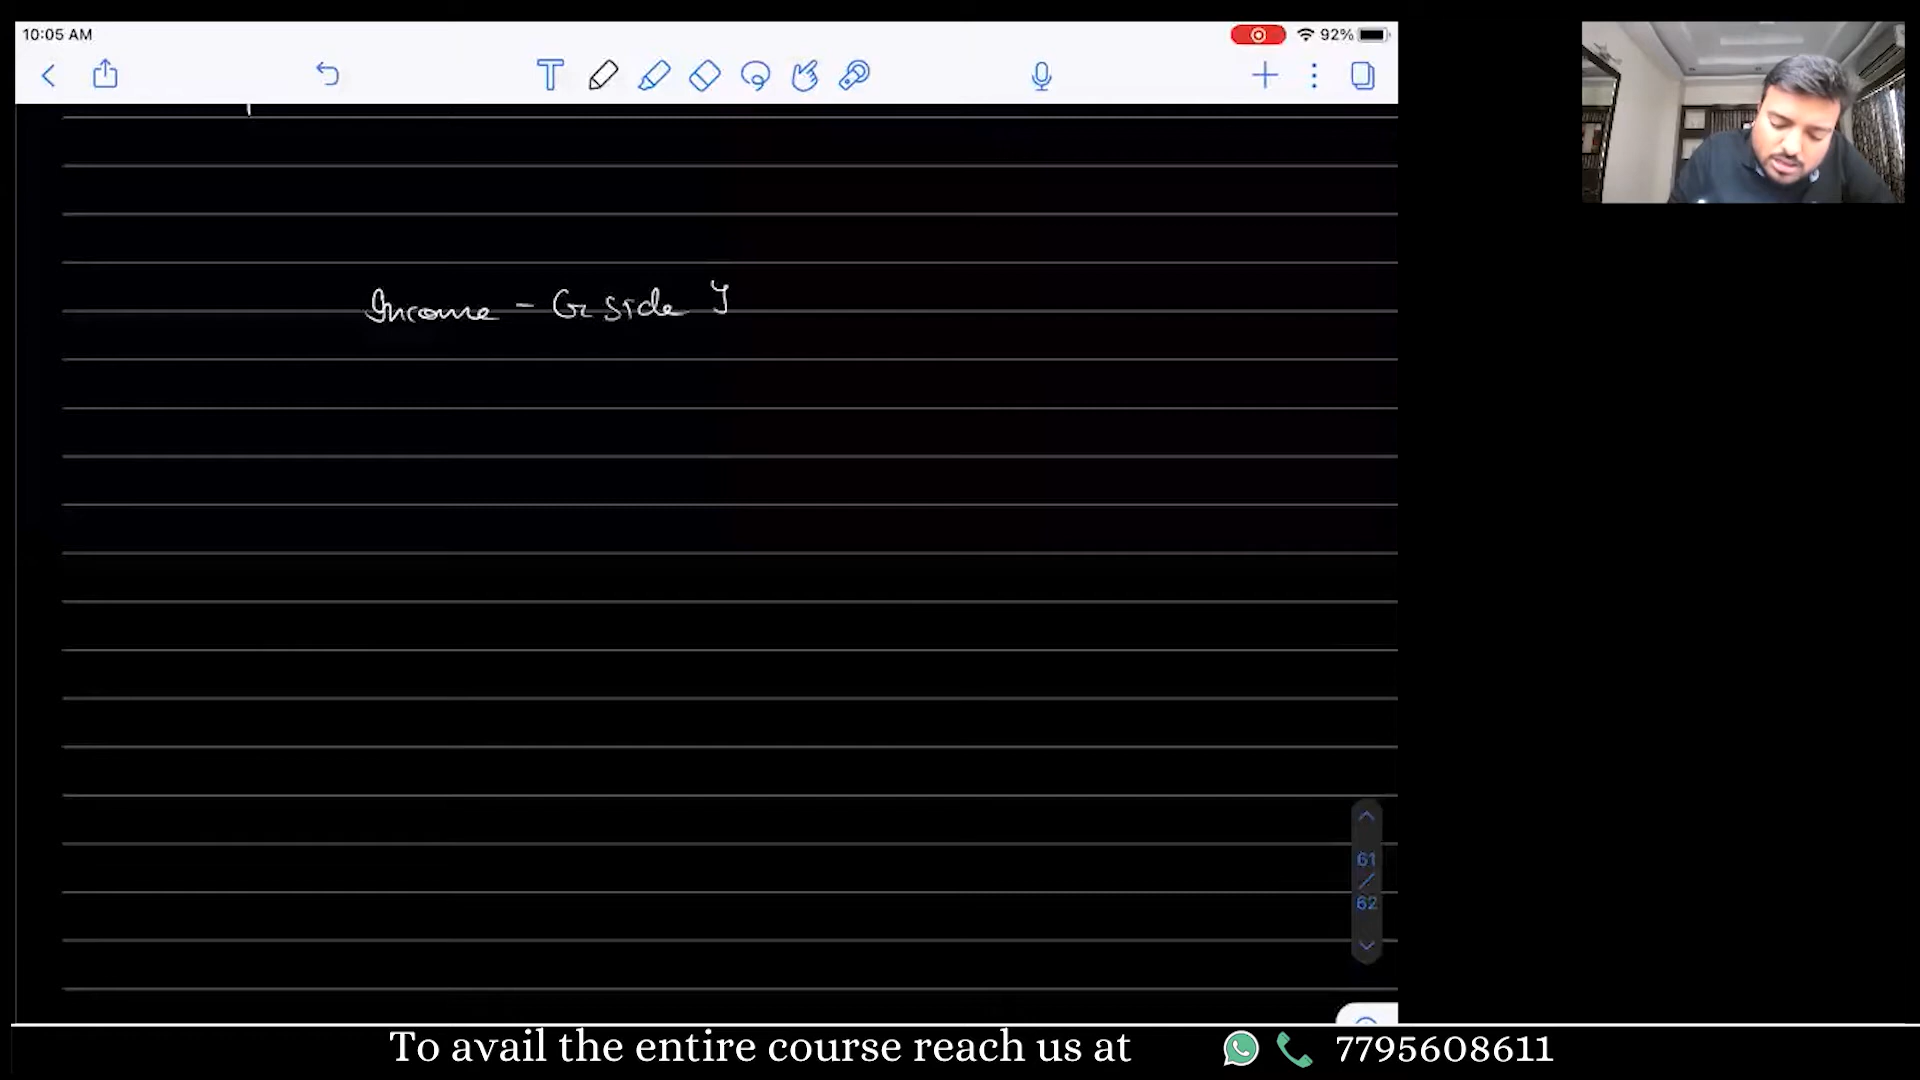 10:05 AM
92%
Income - Cr side
61
/
62
To avail the entire course reach us at 7795608611